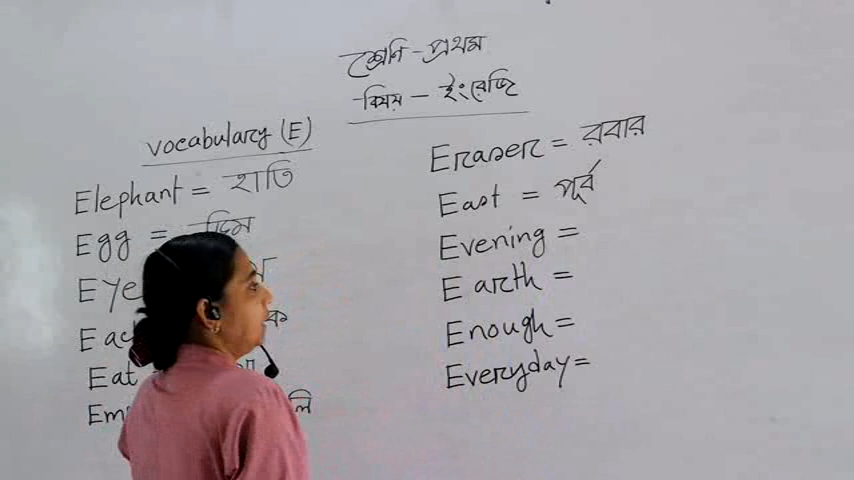 শ্রেণি - প্রথম
বিষয় - ইংরেজি
vocabulary (E)
Elephant = হাতি
Egg = ডিম
Eye
Eac
Eat
Em
Eraser = রবার
East = পূর্ব
Evening =
Earth =
Enough =
Everyday =